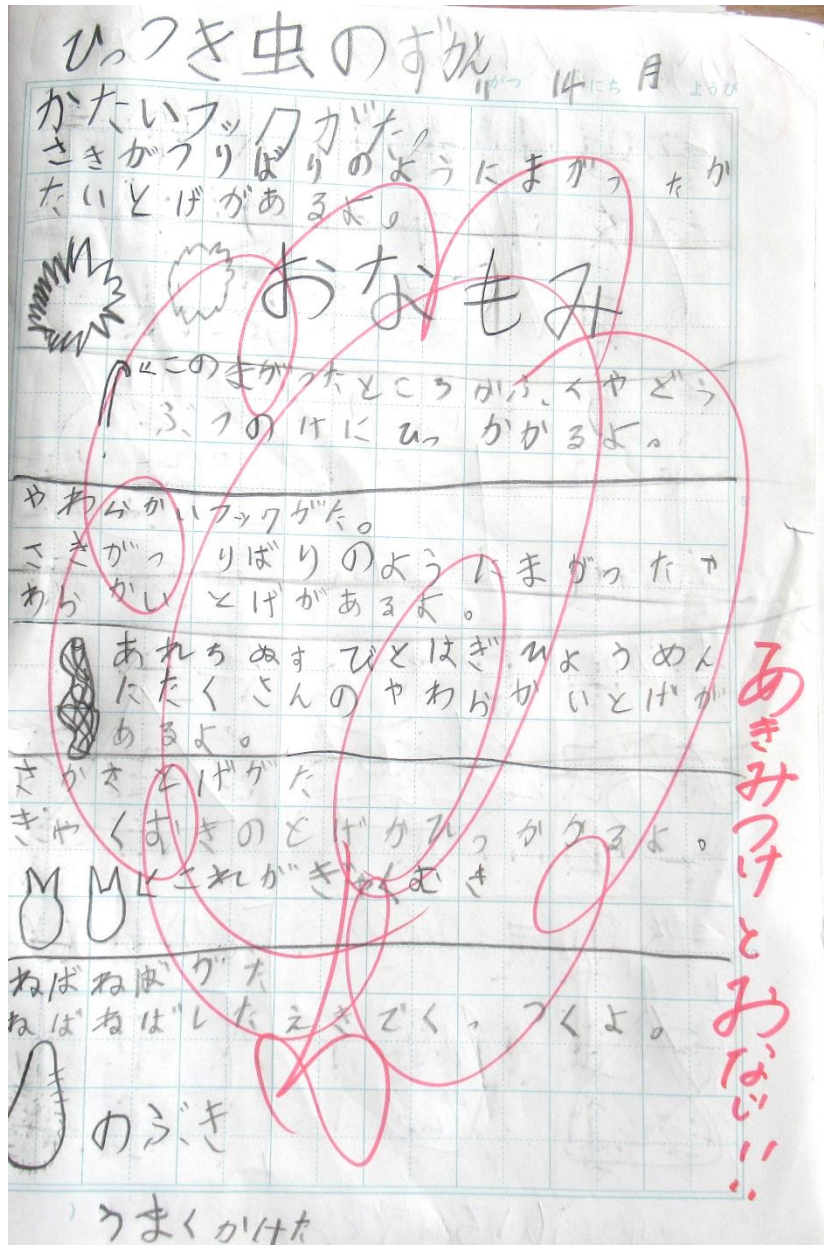 ひっつき虫のずかん
11がつ 14にち 月ようび
かたいフックがた。
さきがつりばりのようにまがったか
たいとげがあるよ。
おなもみ
←このまがったところがふくやどう
ぶつのけにひっかかるよ。
やわらかいフックがた。
さきがつりばりのようにまがったや
わらかいとげがあるよ。
あれちぬすびとはぎひょうめん
にたくさんのやわらかいとげが
あるよ。
さかさとげがた
ぎゃくむきのとげがひっかかるよ。
←これがぎゃくむき
ねばねばがた
ねばねばしたえきでくっつくよ。
のぶき
うまくかけた
あきみつけとおなじ!!